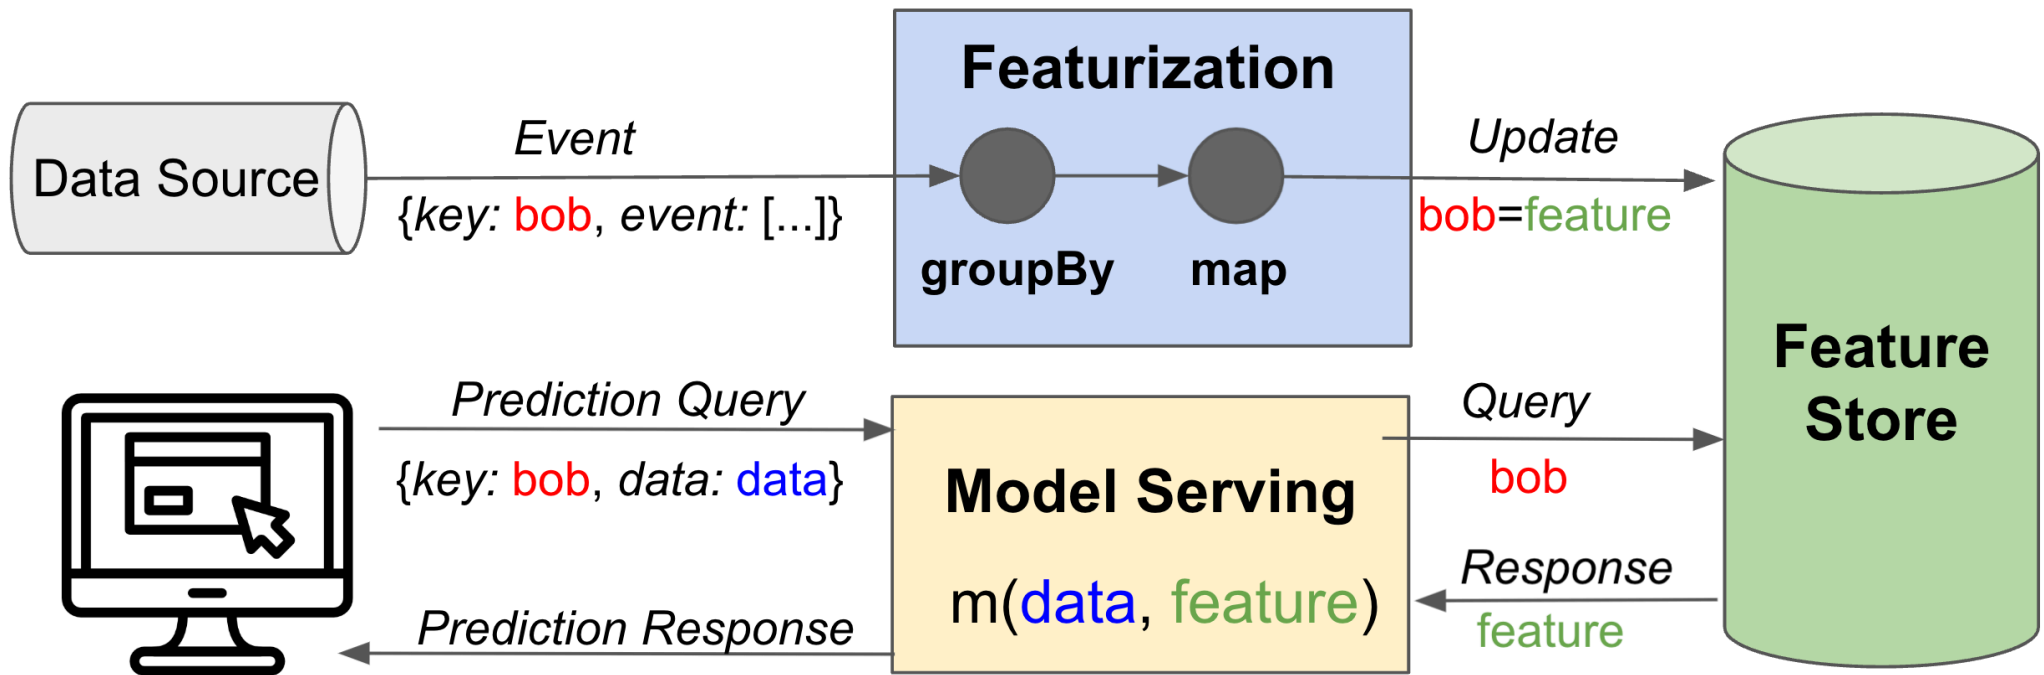 Featurization
Data Source
Event
{key: bob, event: [...]}
groupBy
map
Update
bob=feature
Feature
Store
Prediction Query
{key: bob, data: data}
Model Serving
m(data, feature)
Query
bob
Response
feature
Prediction Response